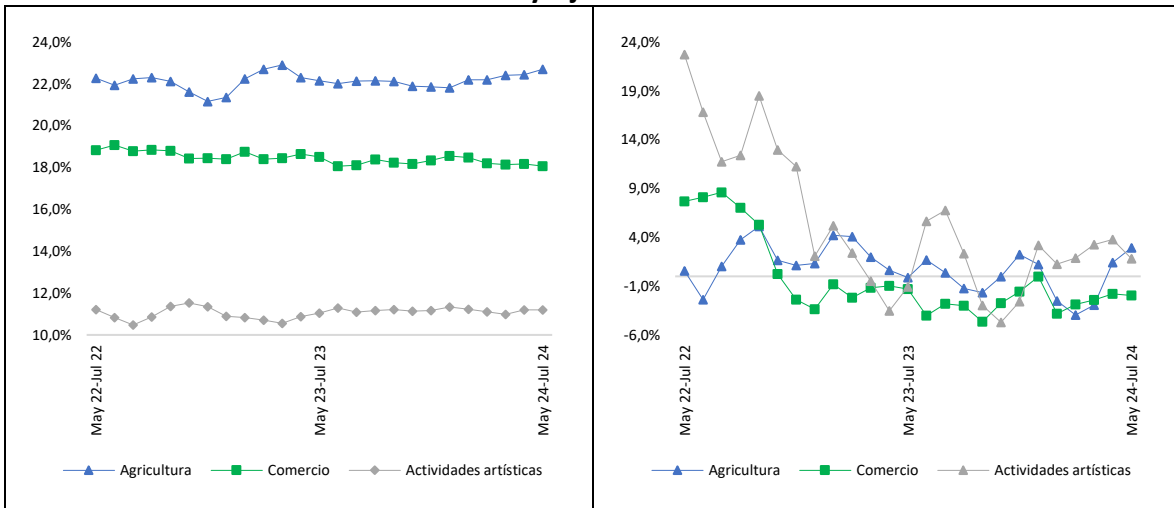 24,0%
22,0%
20,0%
18,0%
16,0%
14,0%
12,0%
10,0%
May 22-Jul 22
May 23-Jul 23
May 24-Jul 24
Agricultura
Comercio
Actividades artísticas
24,0%
19,0%
14,0%
9,0%
4,0%
-1,0%
-6,0%
May 22-Jul 22
May 23-Jul 23
May 24-Jul 24
Agricultura
Comercio
Actividades artísticas